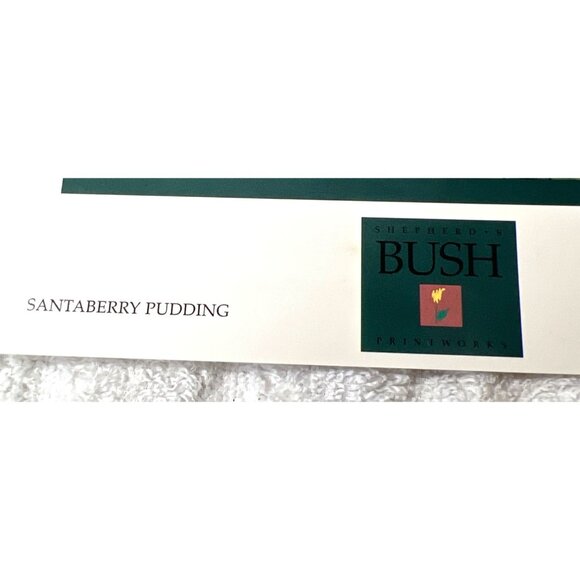 SANTABERRY PUDDING
SHEPHERD·S
BUSH
PRINTWORKS